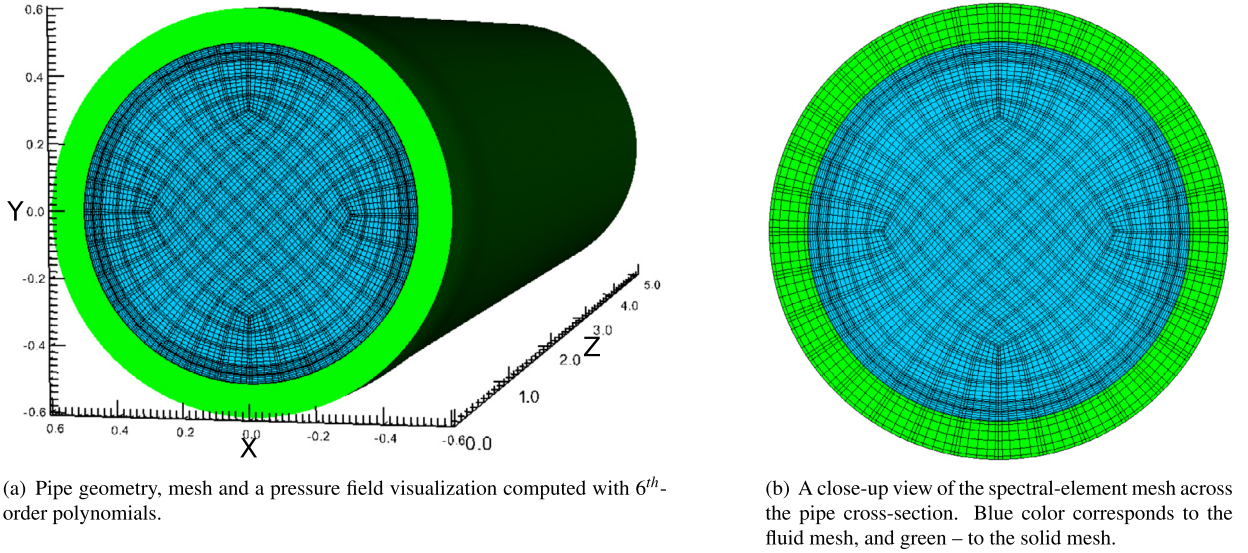 0.6
0.4
0.2
Y 0.0
-0.2
-0.4
-0.6
0.6 0.4 0.2 0.0 -0.2 -0.4 -0.6
X
0.0 1.0 2.0 3.0 4.0 5.0
Z
(a) Pipe geometry, mesh and a pressure field visualization computed with 6th-
order polynomials.
(b) A close-up view of the spectral-element mesh across
the pipe cross-section. Blue color corresponds to the
fluid mesh, and green – to the solid mesh.